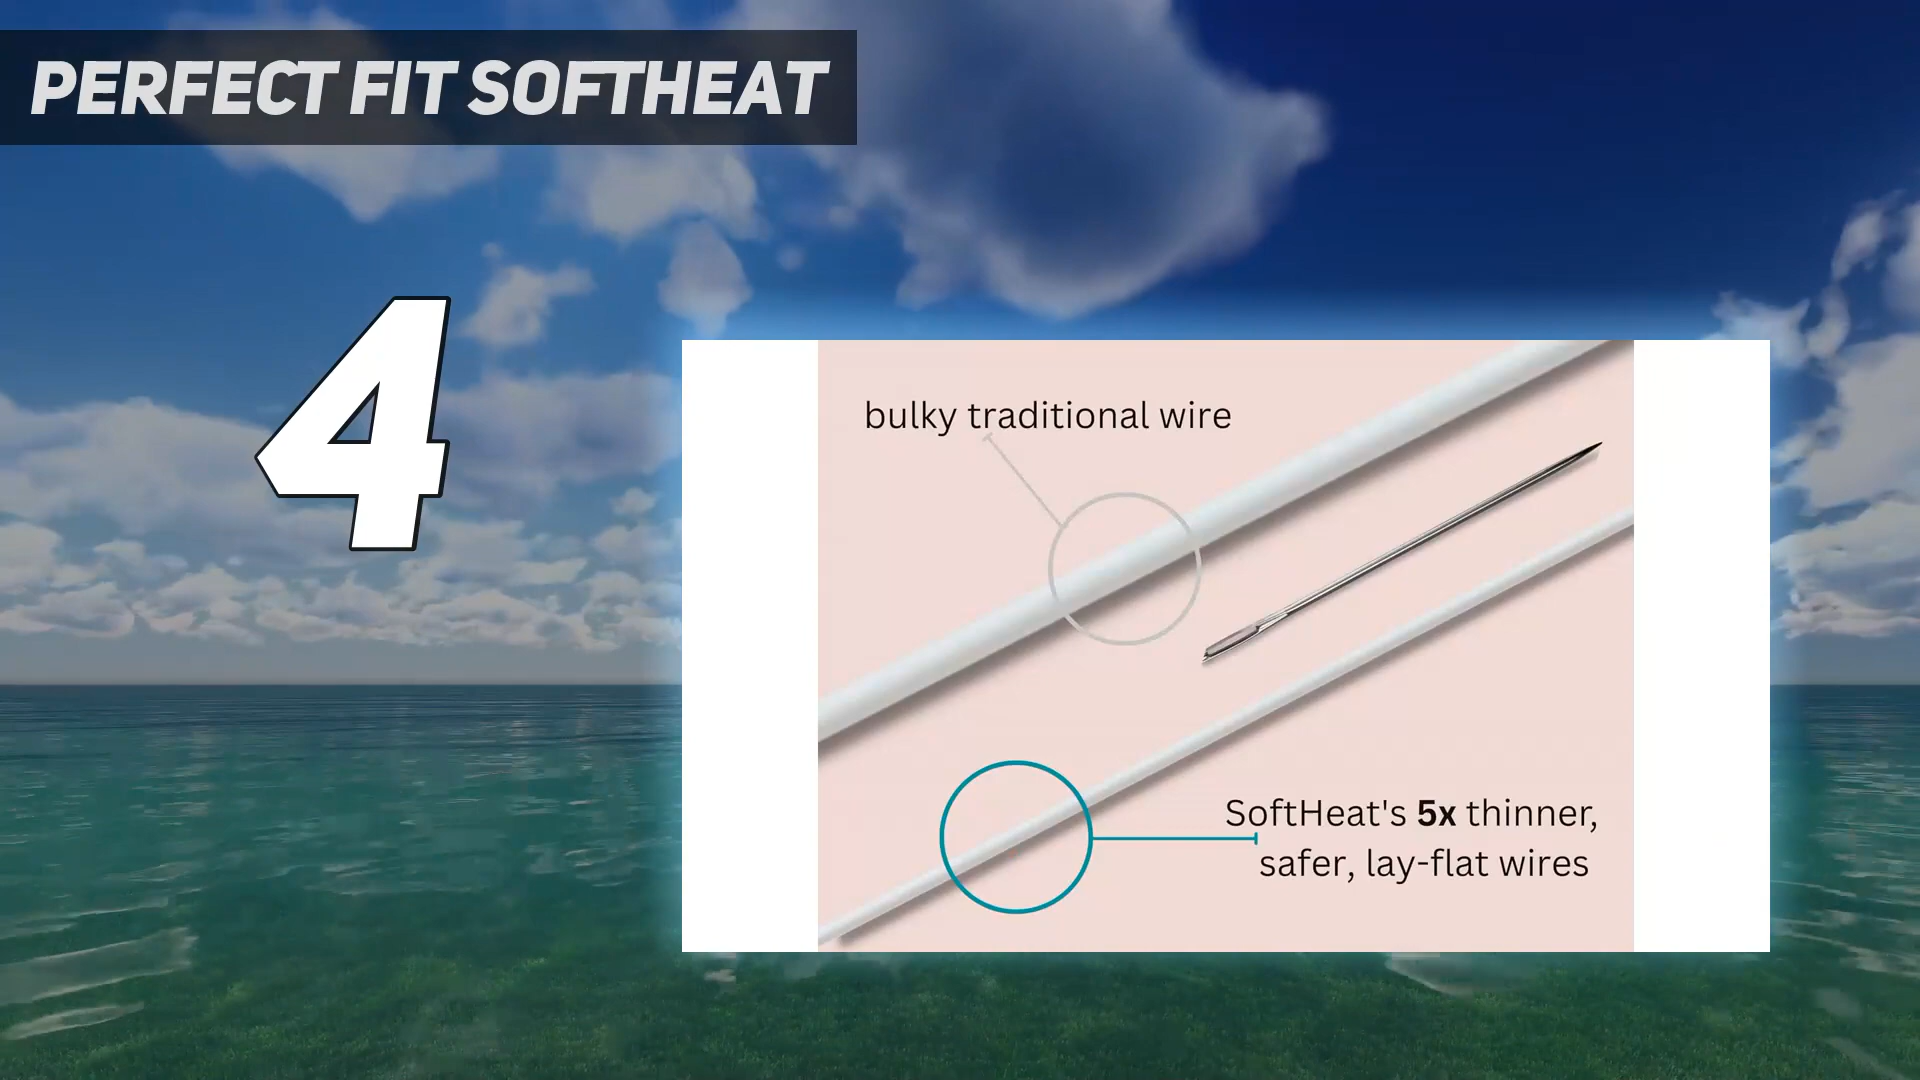 PERFECT FIT SOFTHEAT
4
bulky traditional wire
SoftHeat's 5x thinner,
safer, lay-flat wires